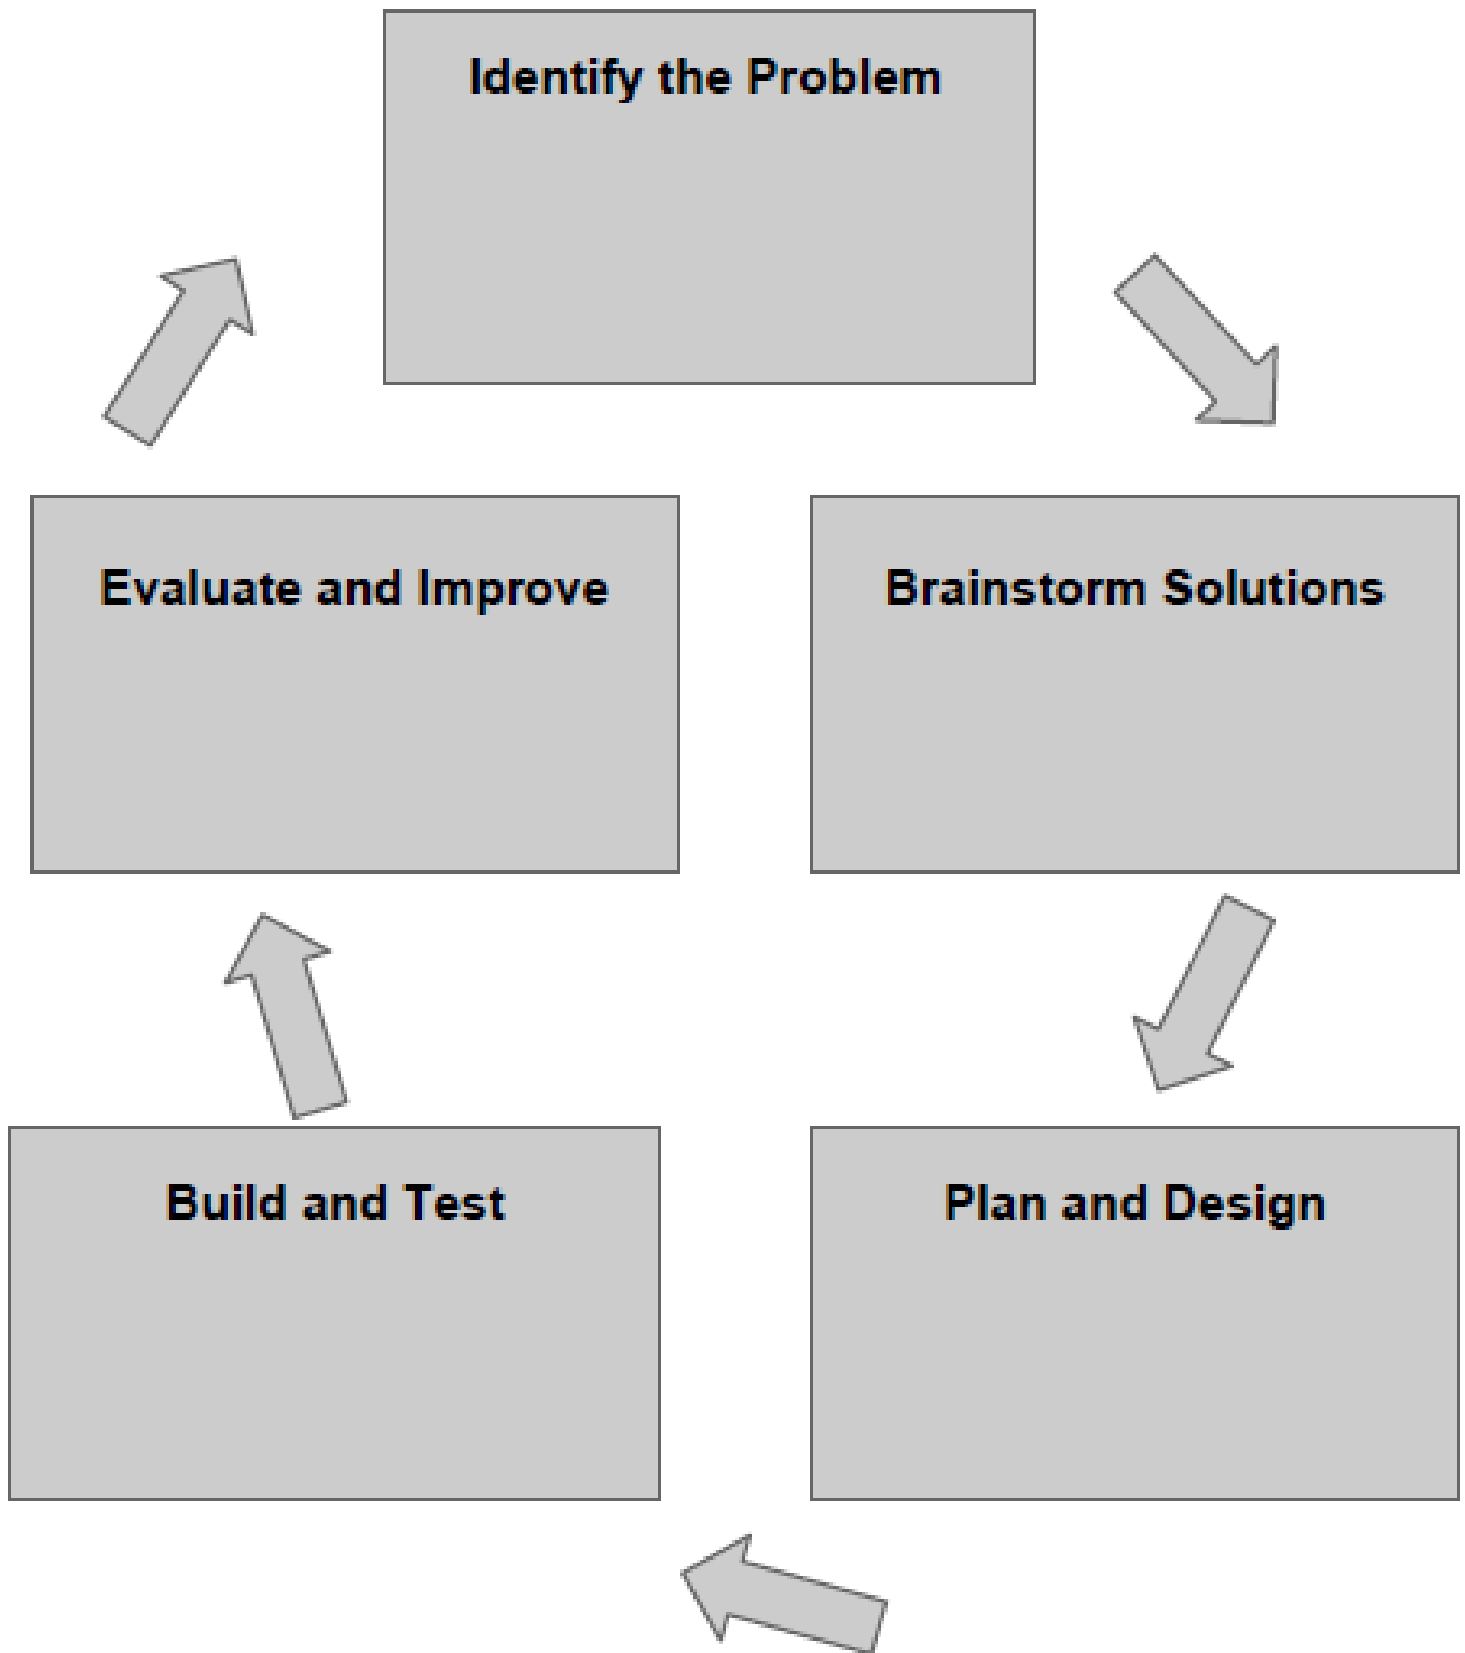 Identify the Problem
Evaluate and Improve
Brainstorm Solutions
Build and Test
Plan and Design